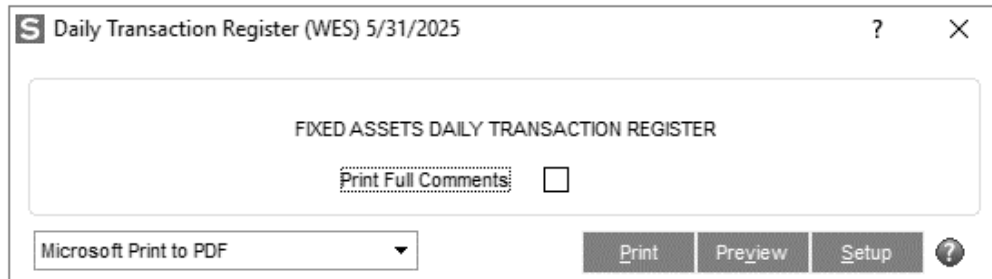 S Daily Transaction Register (WES) 5/31/2025 ?
FIXED ASSETS DAILY TRANSACTION REGISTER
Print Full Comments
Microsoft Print to PDF Print Preview Setup ?